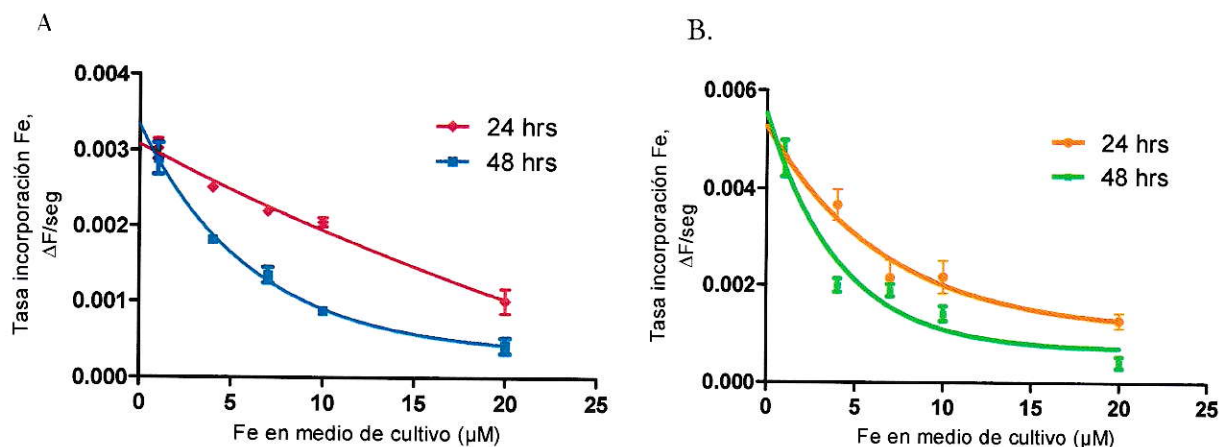 A
Tasa incorporación Fe,
ΔF/seg
0.004
0.003
0.002
0.001
0.000
0
5
10
15
20
25
Fe en medio de cultivo (µM)
24 hrs
48 hrs
B.
Tasa incorporación Fe,
ΔF/seg
0.006
0.004
0.002
0.000
0
5
10
15
20
25
Fe en medio de cultivo (µM)
24 hrs
48 hrs